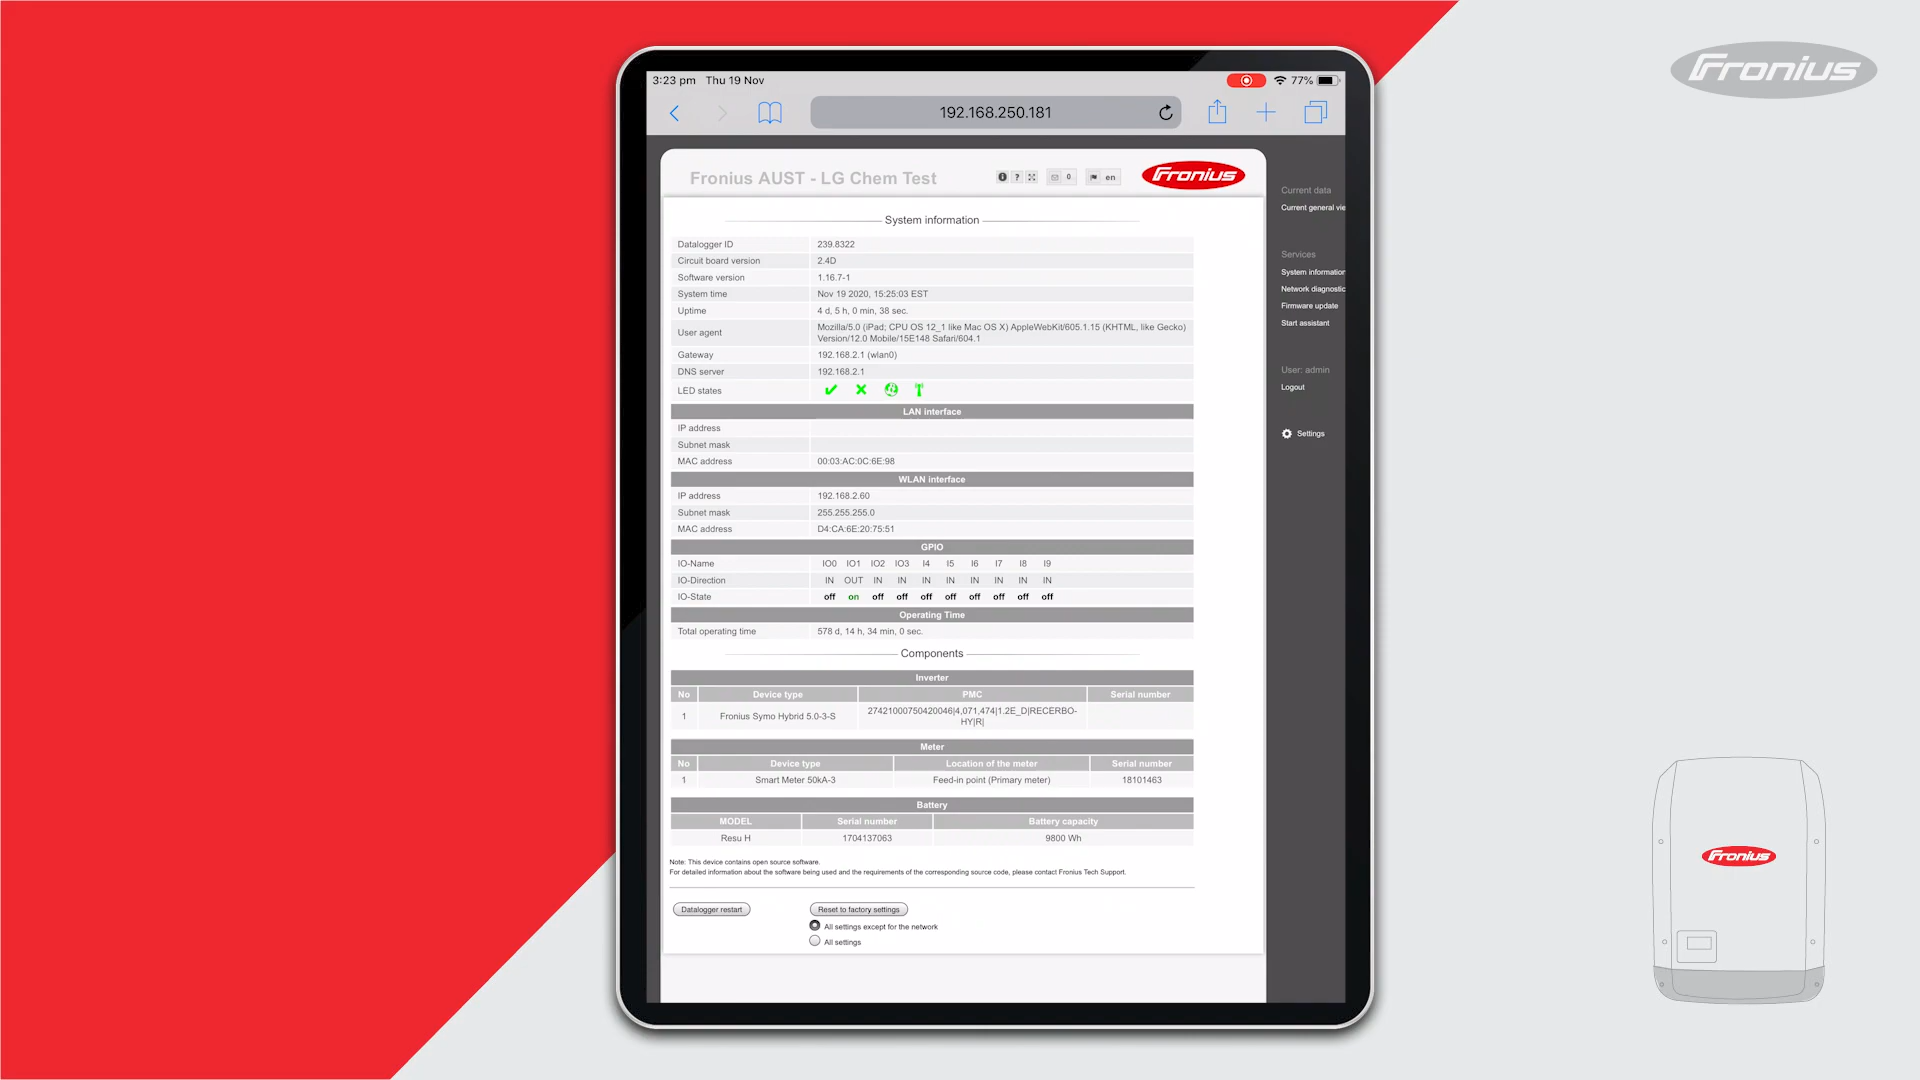 Fronius
3:23 pm Thu 19 Nov
77%
192.168.250.181
Fronius AUST - LG Chem Test
0
en
Fronius
Current data
Current general vie
Services
System information
Network diagnostic
Firmware update
Start assistant
User: admin
Logout
Settings
System information
Datalogger ID 239.8322
Circuit board version 2.4D
Software version 1.16.7-1
System time Nov 19 2020, 15:25:03 EST
Uptime 4 d, 5 h, 0 min, 38 sec.
User agent Mozilla/5.0 (iPad; CPU OS 12_1 like Mac OS X) AppleWebKit/605.1.15 (KHTML, like Gecko)
Version/12.0 Mobile/15E148 Safari/604.1
Gateway 192.168.2.1 (wlan0)
DNS server 192.168.2.1
LED states
LAN interface
IP address
Subnet mask
MAC address 00:03:AC:0C:6E:98
WLAN interface
IP address 192.168.2.60
Subnet mask 255.255.255.0
MAC address D4:CA:6E:20:75:51
GPIO
IO-Name IO0 IO1 IO2 IO3 I4 I5 I6 I7 I8 I9
IO-Direction IN OUT IN IN IN IN IN IN IN IN
IO-State off on off off off off off off off off
Operating Time
Total operating time 578 d, 14 h, 34 min, 0 sec.
Components
Inverter
No Device type PMC Serial number
1 Fronius Symo Hybrid 5.0-3-S 27421000750420046|4,071,474|1.2E_D|RECERBO-
HY|R|
Meter
No Device type Location of the meter Serial number
1 Smart Meter 50kA-3 Feed-in point (Primary meter) 18101463
Battery
MODEL Serial number Battery capacity
Resu H 1704137063 9800 Wh
Note: This device contains open source software.
For detailed information about the software being used and the requirements of the corresponding source code, please contact Fronius Tech Support.
Datalogger restart Reset to factory settings
All settings except for the network
All settings
Fronius